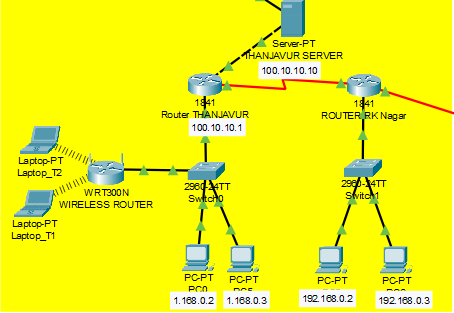 Server-PT
THANJAVUR SERVER
100.10.10.10
1841
Router THANJAVUR
100.10.10.1
1841
ROUTER RK Nagar
Laptop-PT
Laptop_T2
WRT300N
WIRELESS ROUTER
2960-24TT
Switch0
2960-24TT
Switch1
Laptop-PT
Laptop_T1
PC-PT
PC0
1.168.0.2
PC-PT
1.168.0.3
PC-PT
192.168.0.2
PC-PT
192.168.0.3